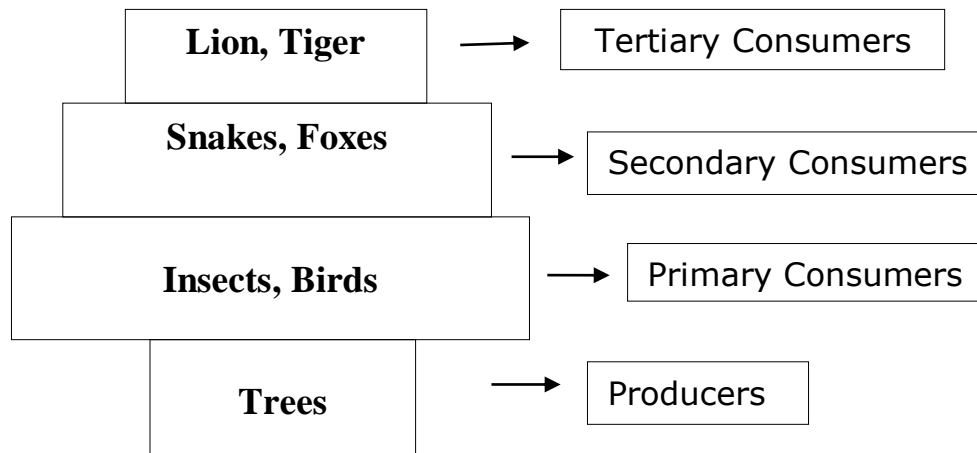 Lion, Tiger
Tertiary Consumers
Snakes, Foxes
Secondary Consumers
Insects, Birds
Primary Consumers
Trees
Producers